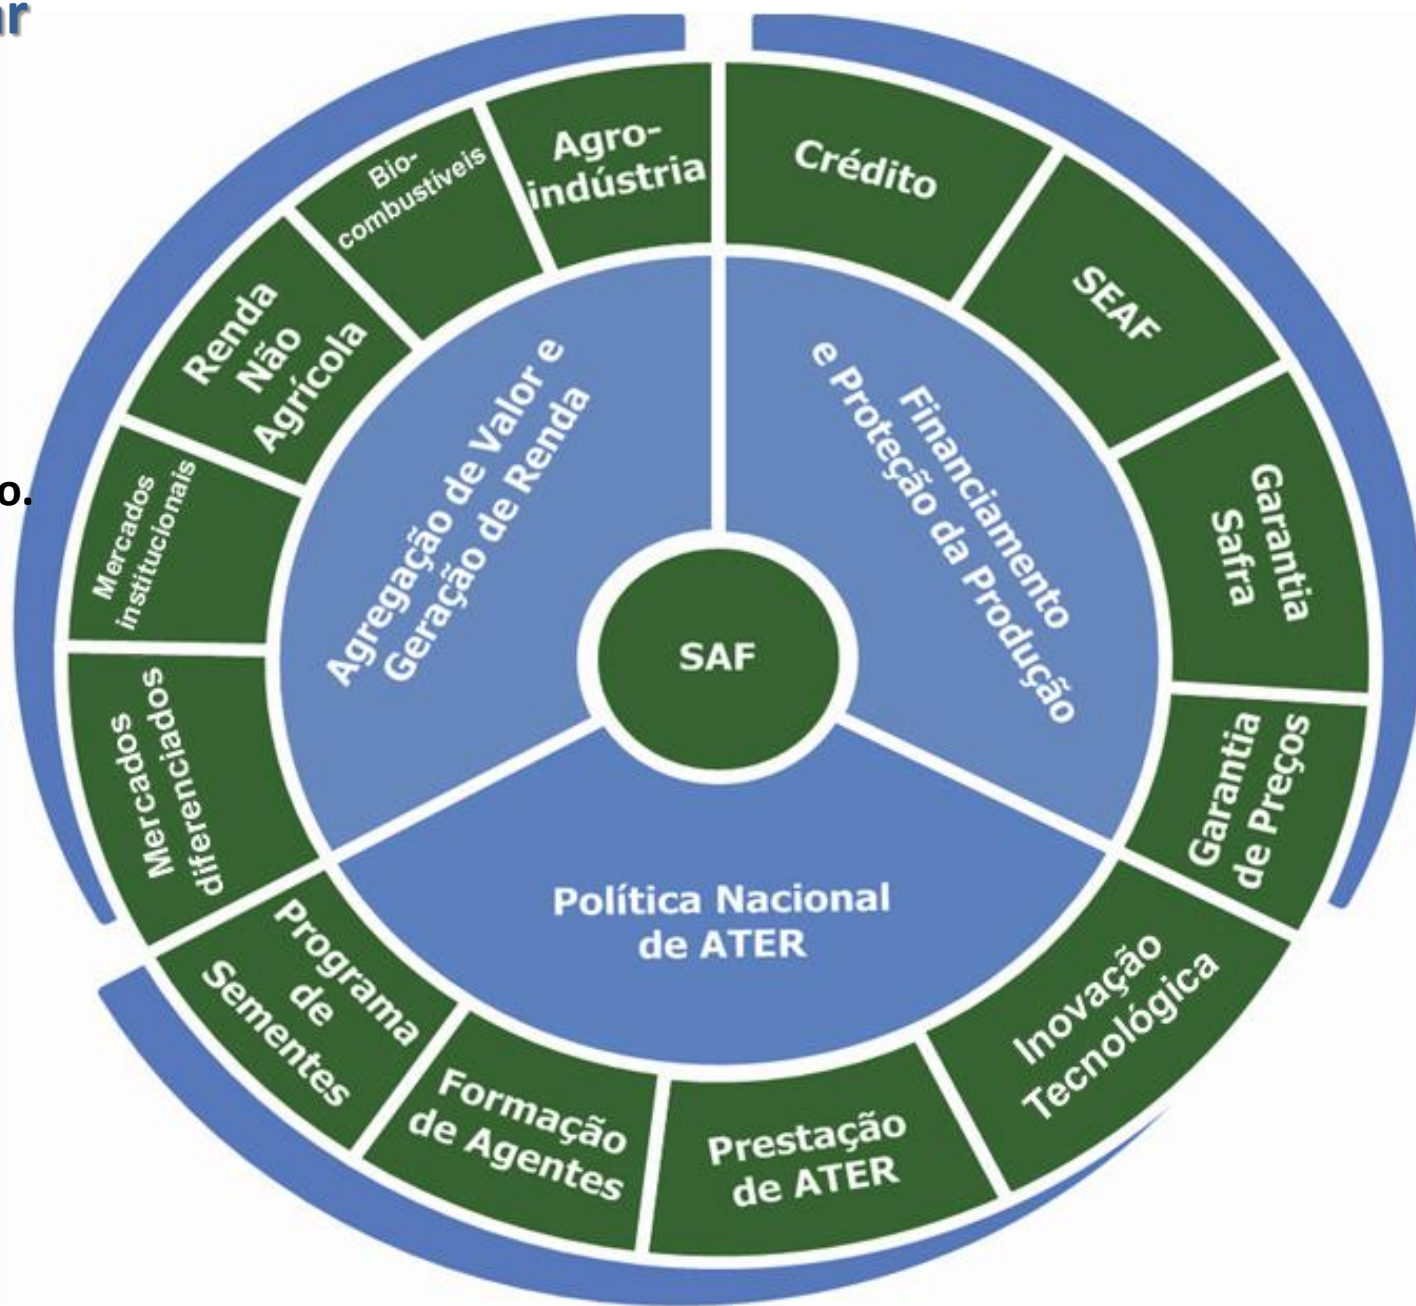 ar
o.
Agro-
indústria
Crédito
SEAF
Garantia
Safra
Garantia
de Preços
Inovação
Tecnológica
Prestação
de ATER
Formação
de Agentes
Programa
de
Sementes
Mercados
diferenciados
Mercados
institucionais
Renda
Não
Agrícola
Bio-
combustíveis
Agregação de Valor e
Geração de Renda
Financiamento
e Proteção da Produção
Política Nacional
de ATER
SAF